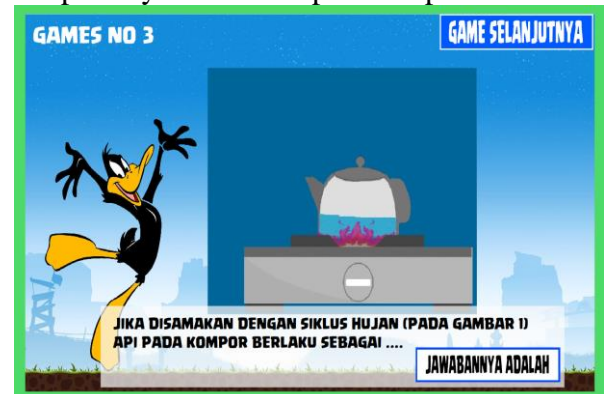 GAMES NO 3
GAME SELANJUTNYA
JIKA DISAMAKAN DENGAN SIKLUS HUJAN (PADA GAMBAR 1)
API PADA KOMPOR BERLAKU SEBAGAI ....
JAWABANNYA ADALAH